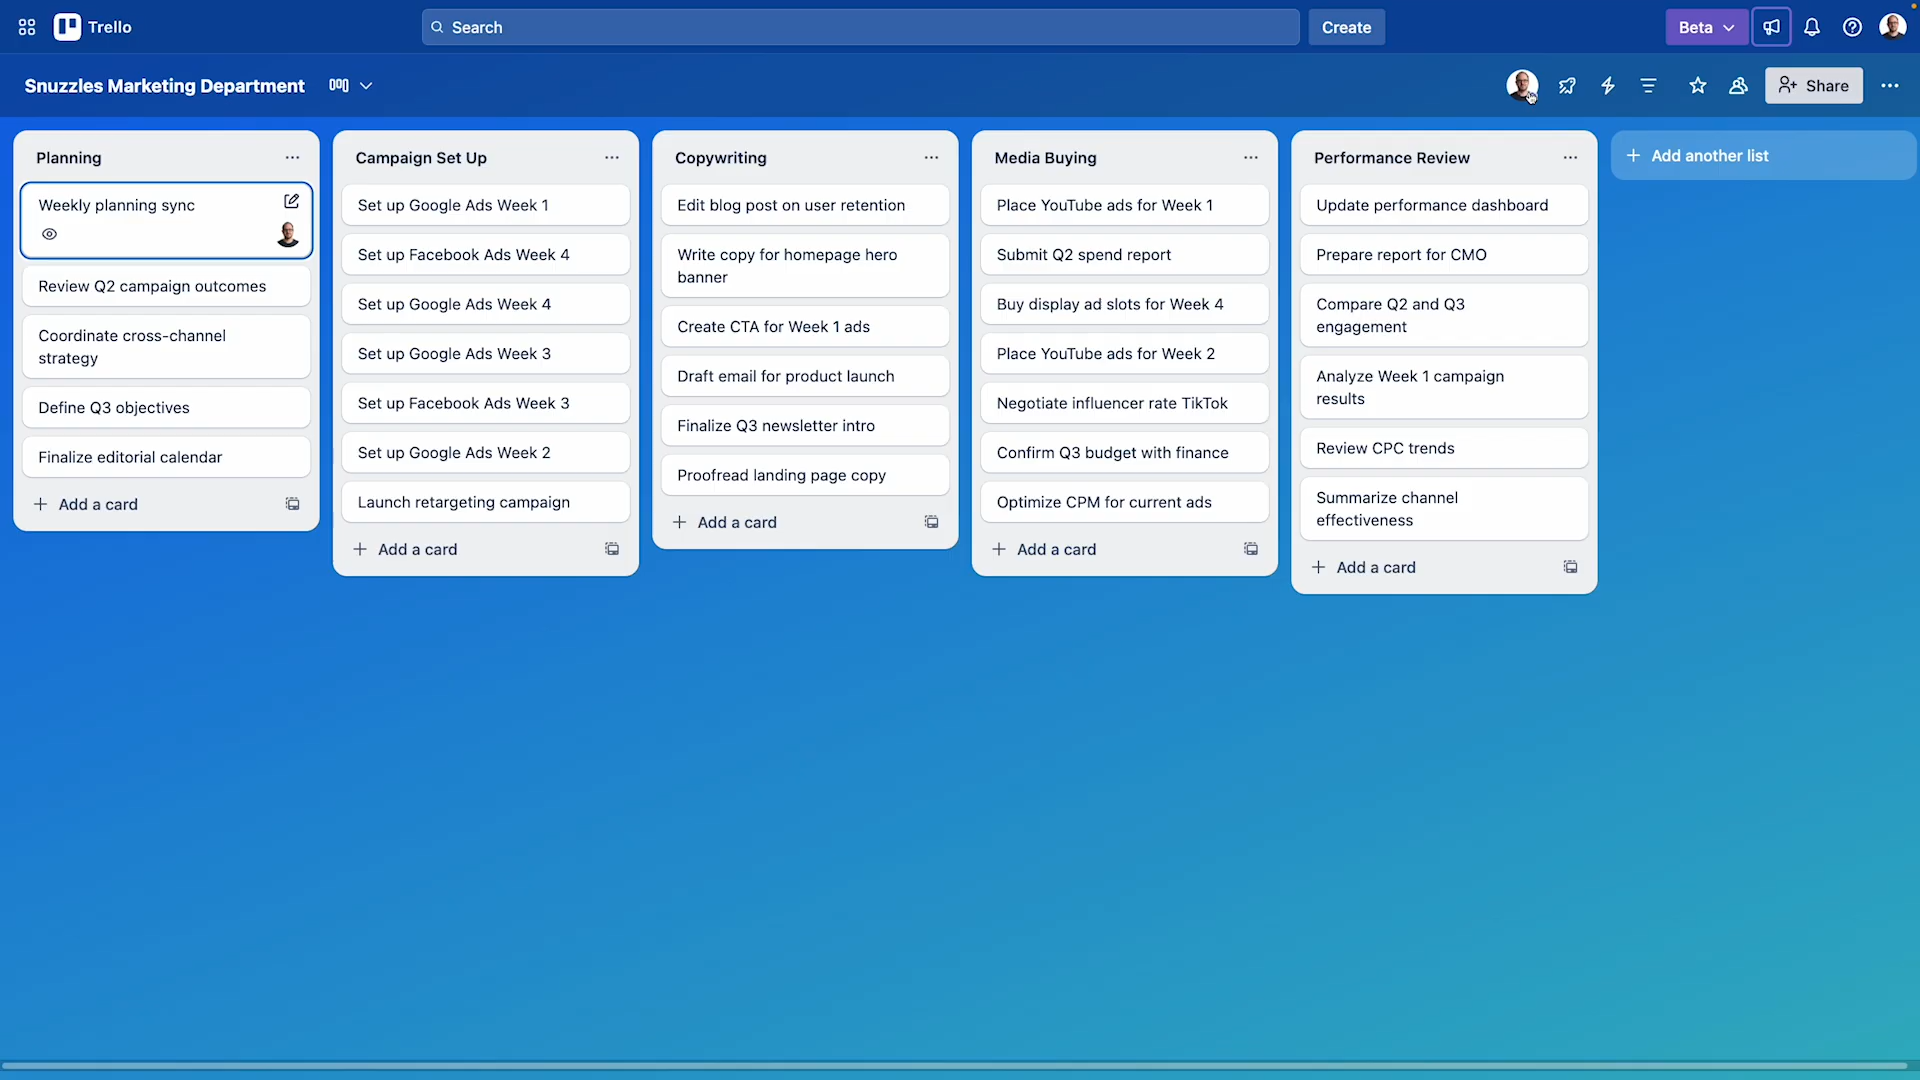 Trello
Search
Create
Beta
Snuzzles Marketing Department
Share
Planning
Weekly planning sync
Review Q2 campaign outcomes
Coordinate cross-channel
strategy
Define Q3 objectives
Finalize editorial calendar
Add a card
Campaign Set Up
Set up Google Ads Week 1
Set up Facebook Ads Week 4
Set up Google Ads Week 4
Set up Google Ads Week 3
Set up Facebook Ads Week 3
Set up Google Ads Week 2
Launch retargeting campaign
Add a card
Copywriting
Edit blog post on user retention
Write copy for homepage hero
banner
Create CTA for Week 1 ads
Draft email for product launch
Finalize Q3 newsletter intro
Proofread landing page copy
Add a card
Media Buying
Place YouTube ads for Week 1
Submit Q2 spend report
Buy display ad slots for Week 4
Place YouTube ads for Week 2
Negotiate influencer rate TikTok
Confirm Q3 budget with finance
Optimize CPM for current ads
Add a card
Performance Review
Update performance dashboard
Prepare report for CMO
Compare Q2 and Q3
engagement
Analyze Week 1 campaign
results
Review CPC trends
Summarize channel
effectiveness
Add a card
Add another list